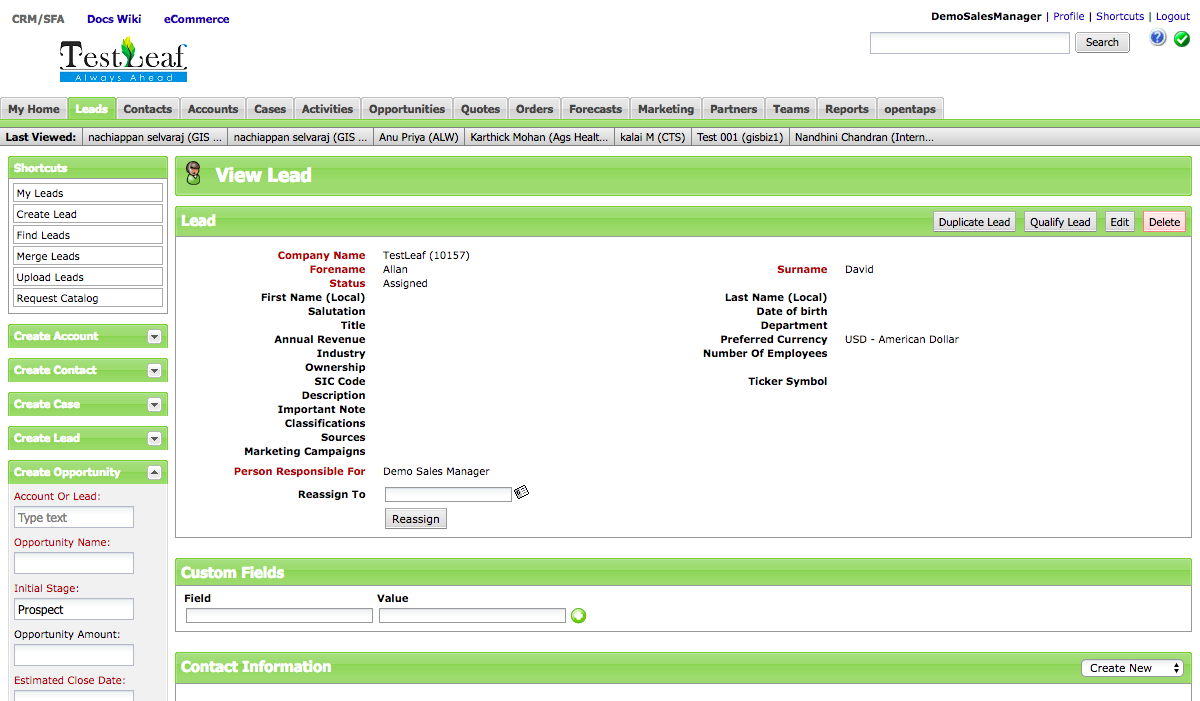 CRM/SFA Docs Wiki eCommerce
DemoSalesManager | Profile | Shortcuts | Logout
TestLeaf
Always Ahead
Search
My Home Leads Contacts Accounts Cases Activities Opportunities Quotes Orders Forecasts Marketing Partners Teams Reports opentaps
Last Viewed: nachiappan selvaraj (GIS ... nachiappan selvaraj (GIS ... Anu Priya (ALW) Karthick Mohan (Ags Healt... kalai M (CTS) Test 001 (gisbiz1) Nandhini Chandran (Intern...
Shortcuts
My Leads
Create Lead
Find Leads
Merge Leads
Upload Leads
Request Catalog
Create Account
Create Contact
Create Case
Create Lead
Create Opportunity
Account Or Lead:
Type text
Opportunity Name:
Initial Stage:
Prospect
Opportunity Amount:
Estimated Close Date:
View Lead
Lead Duplicate Lead Qualify Lead Edit Delete
Company Name TestLeaf (10157)
Forename Allan Surname David
Status Assigned
First Name (Local) Last Name (Local)
Salutation Date of birth
Title Department
Annual Revenue Preferred Currency USD - American Dollar
Industry Number Of Employees
Ownership
SIC Code Ticker Symbol
Description
Important Note
Classifications
Sources
Marketing Campaigns
Person Responsible For Demo Sales Manager
Reassign To
Reassign
Custom Fields
Field Value
Contact Information Create New